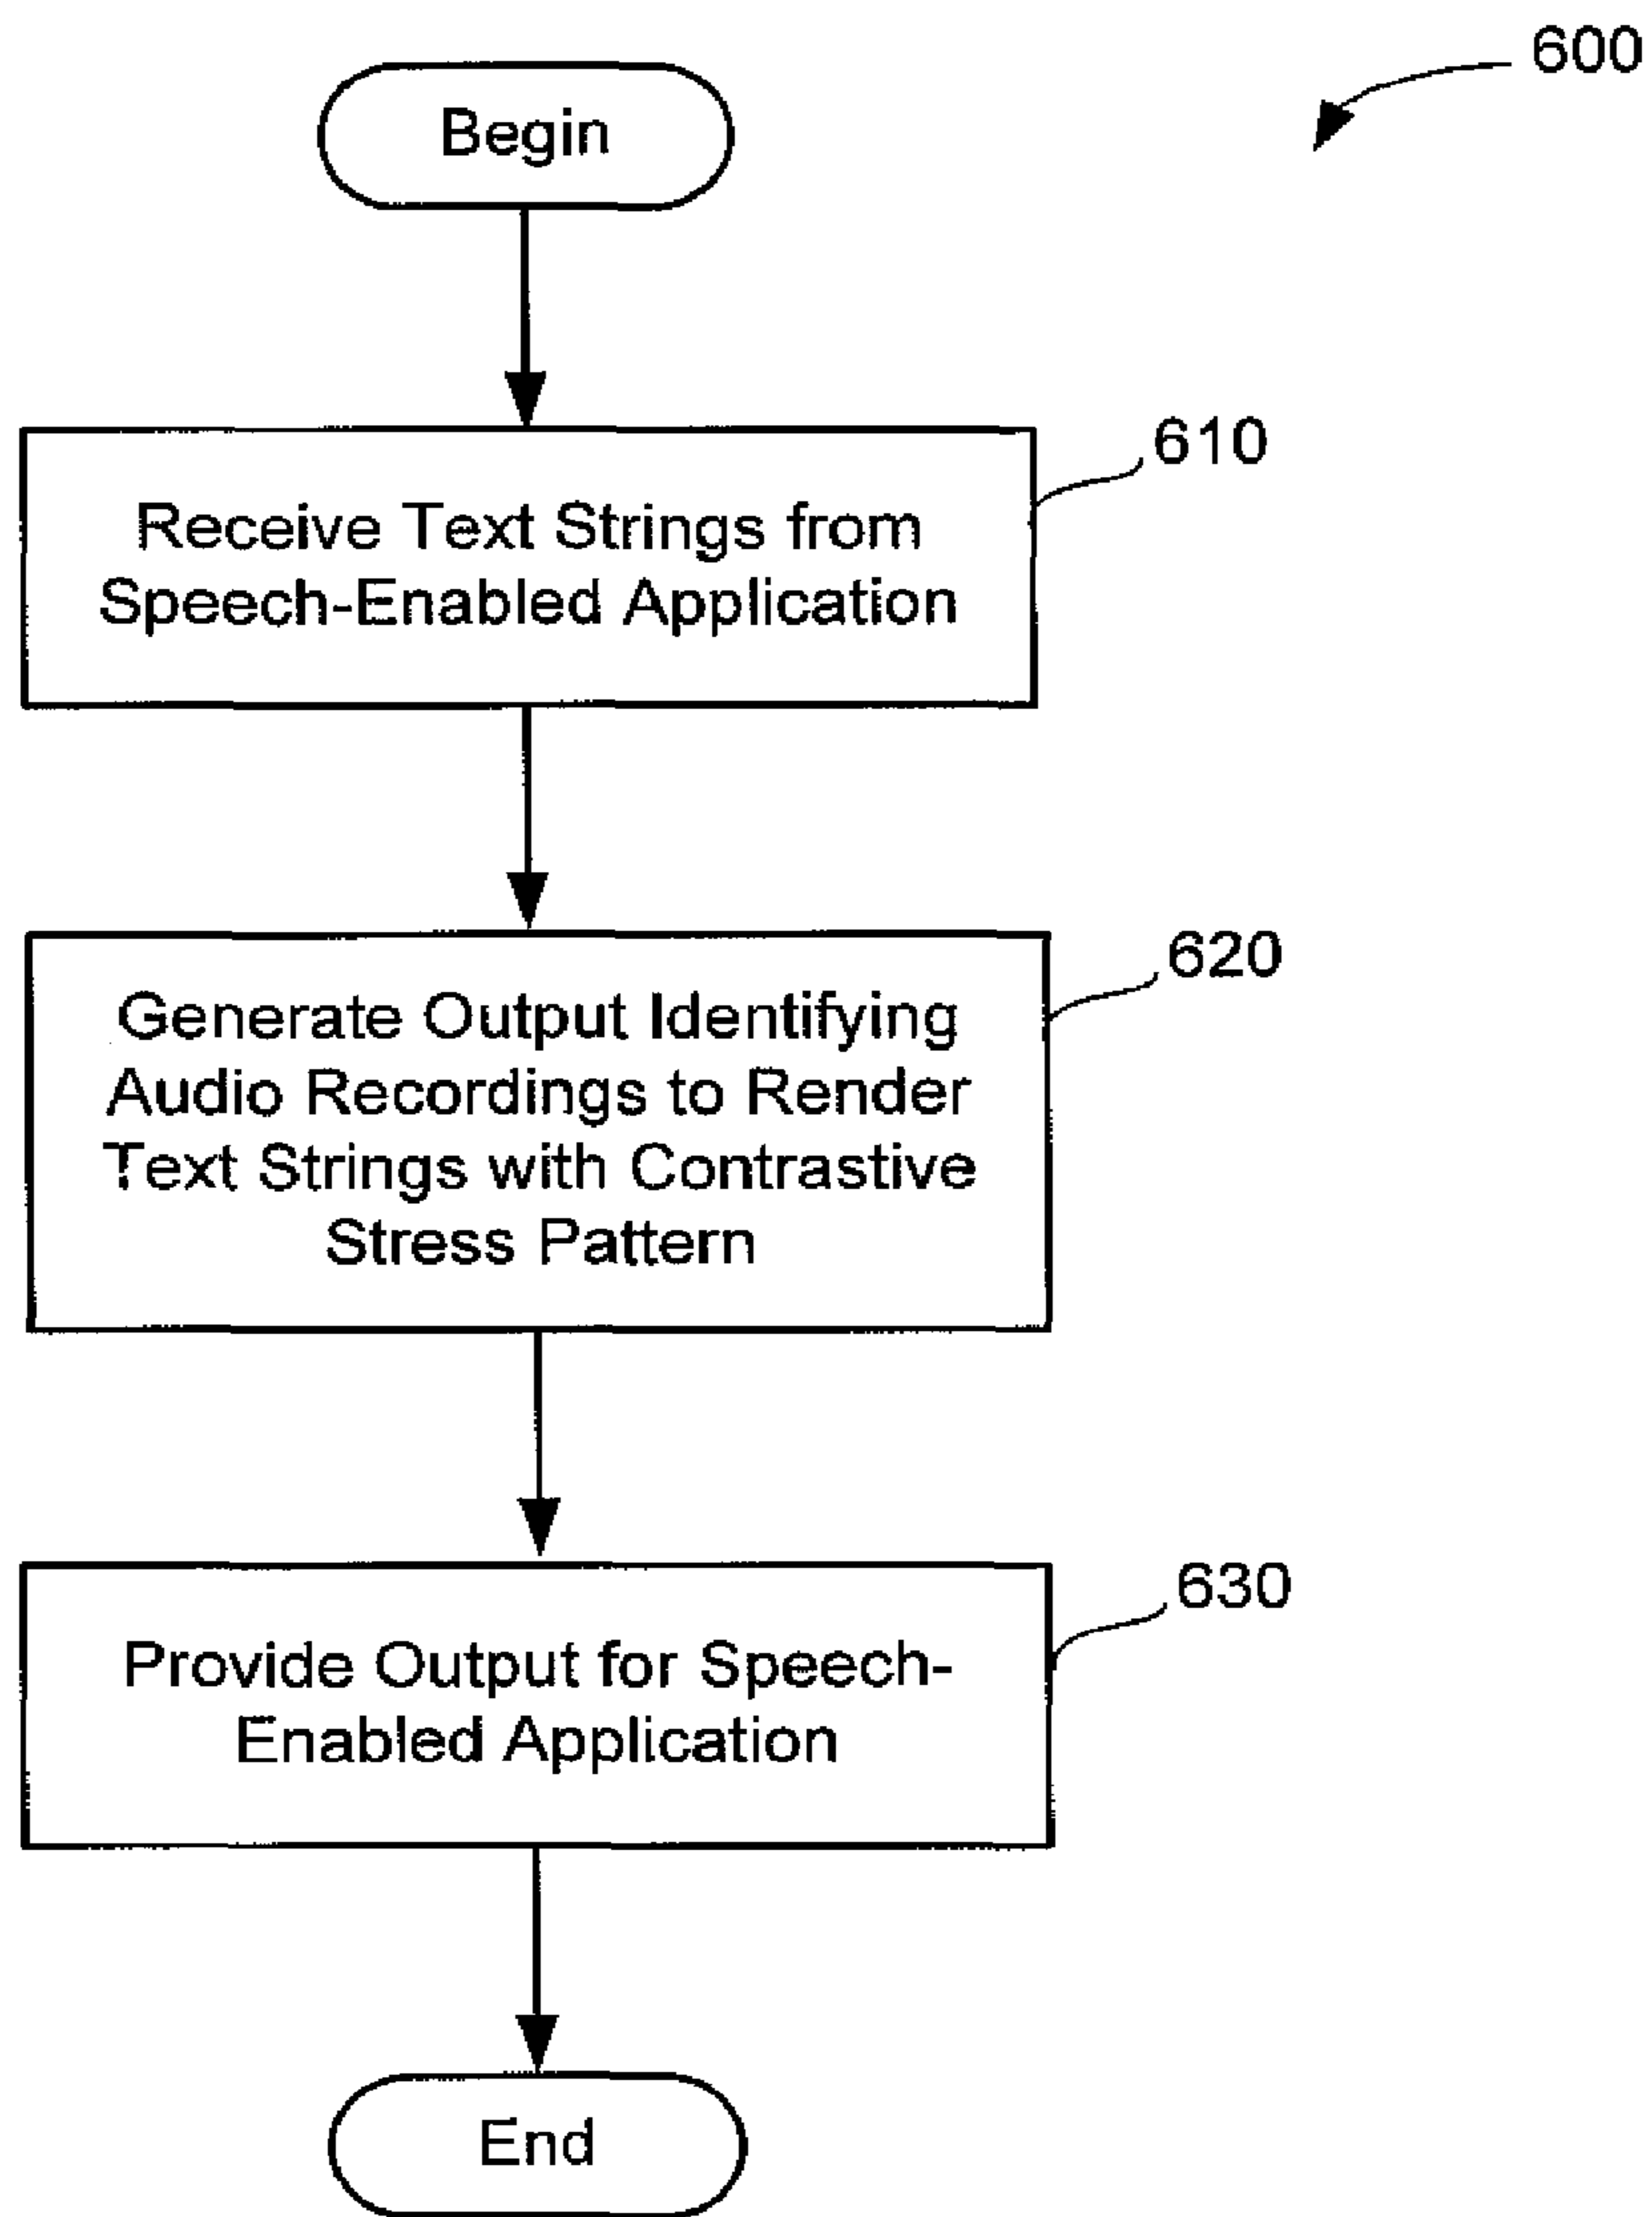 600
Begin
610
Receive Text Strings from
Speech-Enabled Application
620
Generate Output Identifying
Audio Recordings to Render
Text Strings with Contrastive
Stress Pattern
630
Provide Output for Speech-
Enabled Application
End